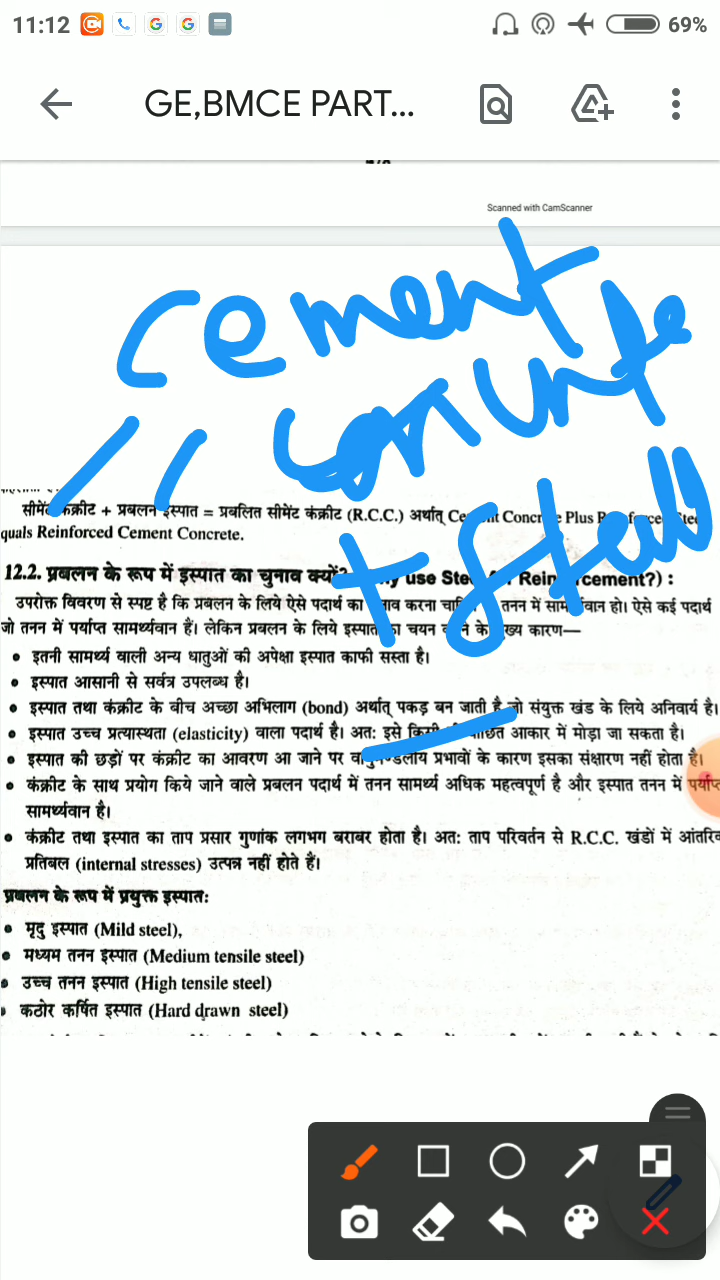 11:12
69%
GE,BMCE PART...
Scanned with CamScanner
cement
concrete
+ Steel
सीमेंट कंक्रीट + प्रबलन इस्पात = प्रबलित सीमेंट कंक्रीट (R.C.C.) अर्थात् Plus
quals Reinforced Cement Concrete.
12.2. प्रबलन के रूप में इस्पात का चुनाव क्यों? use Reinforcement?) :
उपरोक्त विवरण से स्पष्ट है कि प्रबलन के लिये ऐसे पदार्थ का करना तनन में हो। ऐसे कई पदार्थ
जो तनन में पर्याप्त सामर्थ्यवान हैं। लेकिन प्रबलन के लिये इस्पात का चयन के कारण—
• इतनी सामर्थ्य वाली अन्य धातुओं की अपेक्षा इस्पात काफी सस्ता है।
• इस्पात आसानी से सर्वत्र उपलब्ध है।
• इस्पात तथा कंक्रीट के बीच अच्छा अभिलाग (bond) अर्थात् पकड़ बन जाती है जो संयुक्त खंड के लिये अनिवार्य है।
• इस्पात उच्च प्रत्यास्थता (elasticity) वाला पदार्थ है। अतः इसे आकार में मोड़ा जा सकता है।
• इस्पात की छड़ों पर कंक्रीट का आवरण आ जाने पर वायुमण्डलीय प्रभावों के कारण इसका संक्षारण नहीं होता है।
• कंक्रीट के साथ प्रयोग किये जाने वाले प्रबलन पदार्थ में तनन सामर्थ्य अधिक महत्वपूर्ण है और इस्पात तनन में पर्याप्त
सामर्थ्यवान है।
• कंक्रीट तथा इस्पात का ताप प्रसार गुणांक लगभग बराबर होता है। अतः ताप परिवर्तन से R.C.C. खंडों में आंतरिक
प्रतिबल (internal stresses) उत्पन्न नहीं होते हैं।
प्रबलन के रूप में प्रयुक्त इस्पात:
• मृदु इस्पात (Mild steel),
• मध्यम तनन इस्पात (Medium tensile steel)
• उच्च तनन इस्पात (High tensile steel)
• कठोर कर्षित इस्पात (Hard drawn steel)